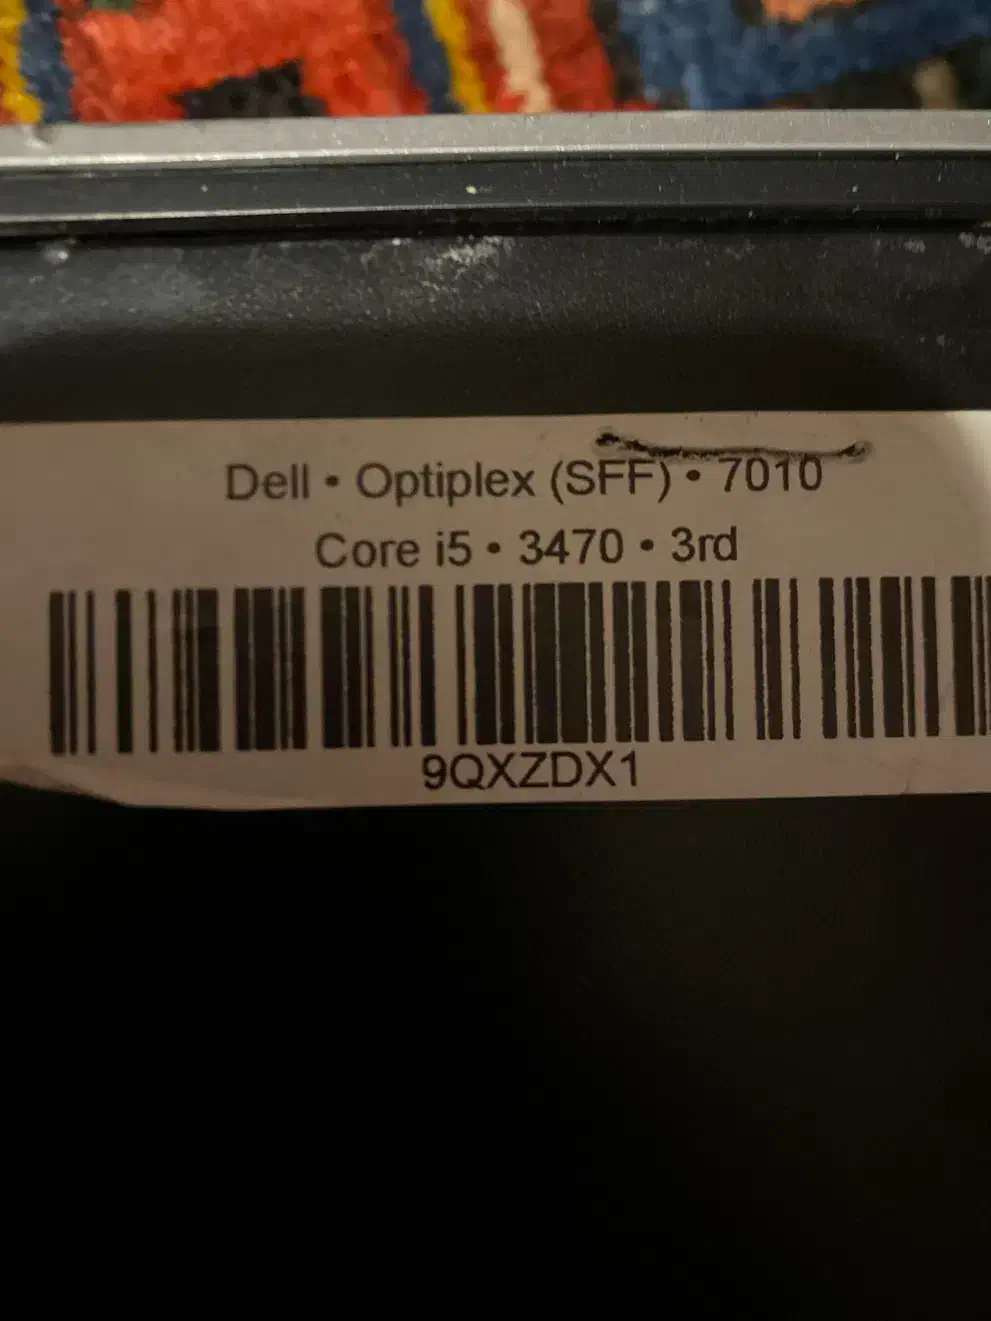 Dell • Optiplex (SFF) • 7010
Core i5 • 3470 • 3rd
9QXZDX1